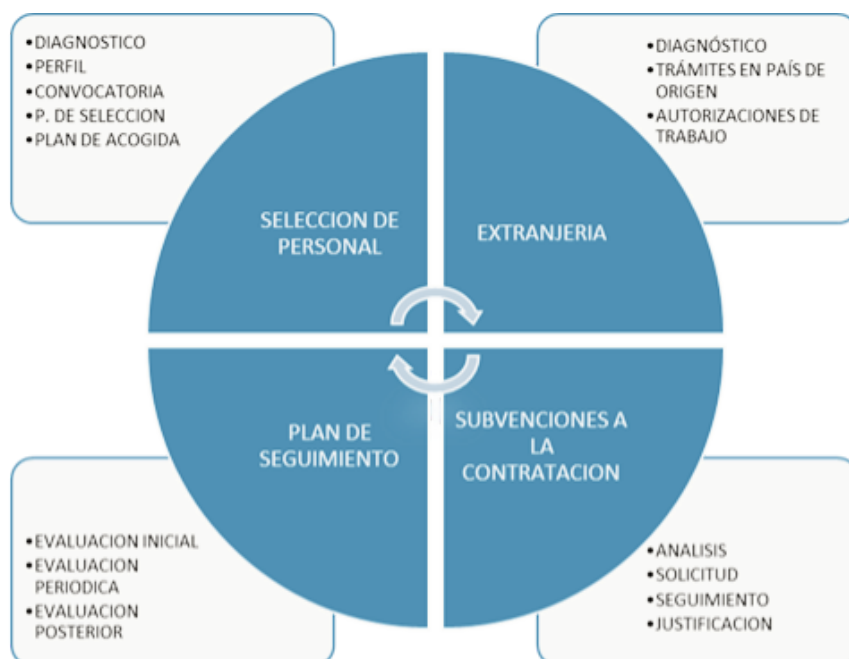 •DIAGNOSTICO
•PERFIL
•CONVOCATORIA
•P. DE SELECCION
•PLAN DE ACOGIDA
•DIAGNÓSTICO
•TRÁMITES EN PAÍS DE
ORIGEN
•AUTORIZACIONES DE
TRABAJO
SELECCION DE
PERSONAL
EXTRANJERIA
PLAN DE
SEGUIMIENTO
SUBVENCIONES A
LA
CONTRATACION
•EVALUACION INICIAL
•EVALUACION
PERIODICA
•EVALUACION
POSTERIOR
•ANALISIS
•SOLICITUD
•SEGUIMIENTO
•JUSTIFICACION